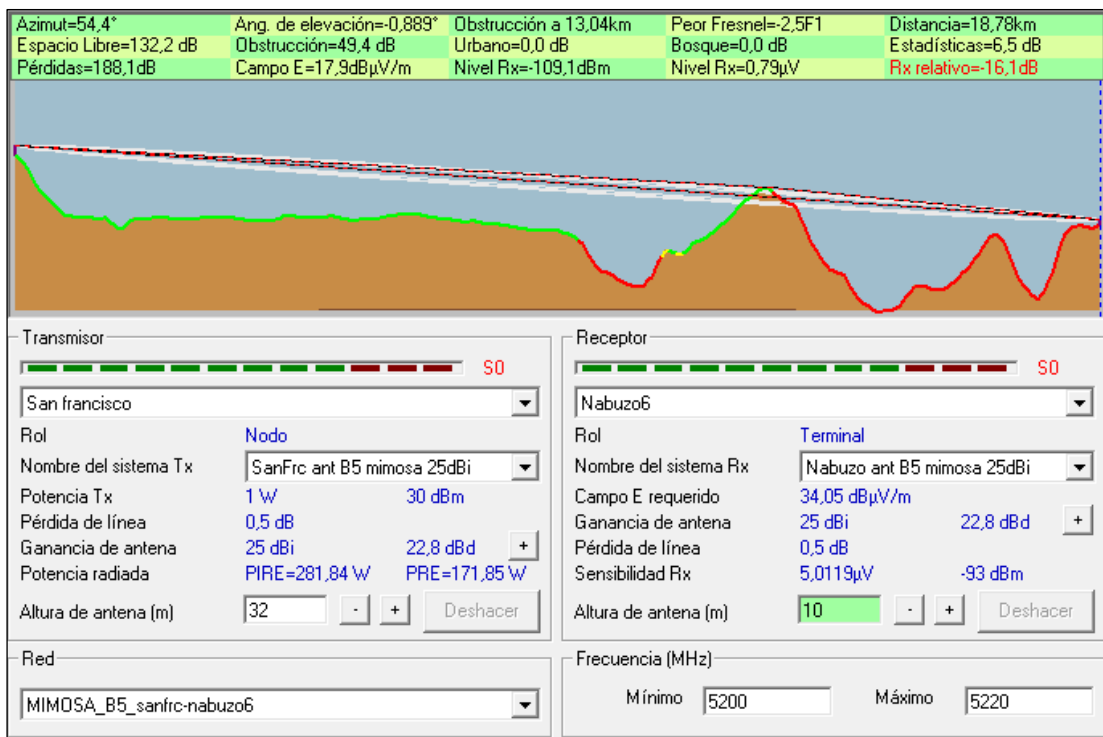 Azimut=54,4° Ang. de elevación=-0,889° Obstrucción a 13,04km Peor Fresnel=-2,5F1 Distancia=18,78km
Espacio Libre=132,2 dB Obstrucción=49,4 dB Urbano=0,0 dB Bosque=0,0 dB Estadísticas=6,5 dB
Pérdidas=188,1dB Campo E=17,9dBµV/m Nivel Rx=-109,1dBm Nivel Rx=0,79µV Rx relativo=-16,1dB
Transmisor
S0
San francisco
Rol Nodo
Nombre del sistema Tx SanFrc ant B5 mimosa 25dBi
Potencia Tx 1 W 30 dBm
Pérdida de línea 0,5 dB
Ganancia de antena 25 dBi 22,8 dBd +
Potencia radiada PIRE=281,84 W PRE=171,85 W
Altura de antena (m) 32 - + Deshacer
Receptor
S0
Nabuzo6
Rol Terminal
Nombre del sistema Rx Nabuzo ant B5 mimosa 25dBi
Campo E requerido 34,05 dBµV/m
Ganancia de antena 25 dBi 22,8 dBd +
Pérdida de línea 0,5 dB
Sensibilidad Rx 5,0119µV -93 dBm
Altura de antena (m) 10 - + Deshacer
Red
MIMOSA_B5_sanfrc-nabuzo6
Frecuencia (MHz)
Mínimo 5200 Máximo 5220